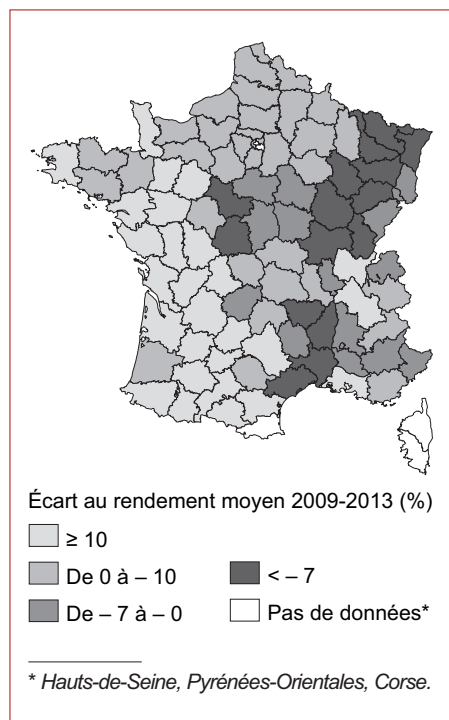 Écart au rendement moyen 2009-2013 (%)
≥ 10
De 0 à – 10
< – 7
De – 7 à – 0
Pas de données*
* Hauts-de-Seine, Pyrénées-Orientales, Corse.